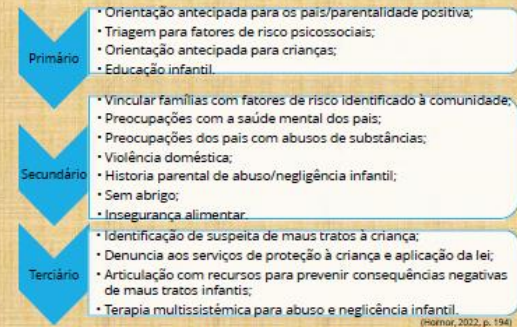 Primário
• Orientação antecipada para os pais/parentalidade positiva;
• Triagem para fatores de risco psicossociais;
• Orientação antecipada para crianças;
• Educação infantil.
Secundário
• Vincular famílias com fatores de risco identificado à comunidade;
• Preocupações com a saúde mental dos pais;
• Preocupações dos pais com abusos de substâncias;
• Violência doméstica;
• Historia parental de abuso/negligência infantil;
• Sem abrigo;
• Insegurança alimentar.
Terciário
• Identificação de suspeita de maus tratos à criança;
• Denuncia aos serviços de proteção à criança e aplicação da lei;
• Articulação com recursos para prevenir consequências negativas
de maus tratos infantis;
• Terapia multissistémica para abuso e neglicência infantil.
(Hornor, 2022, p. 194)